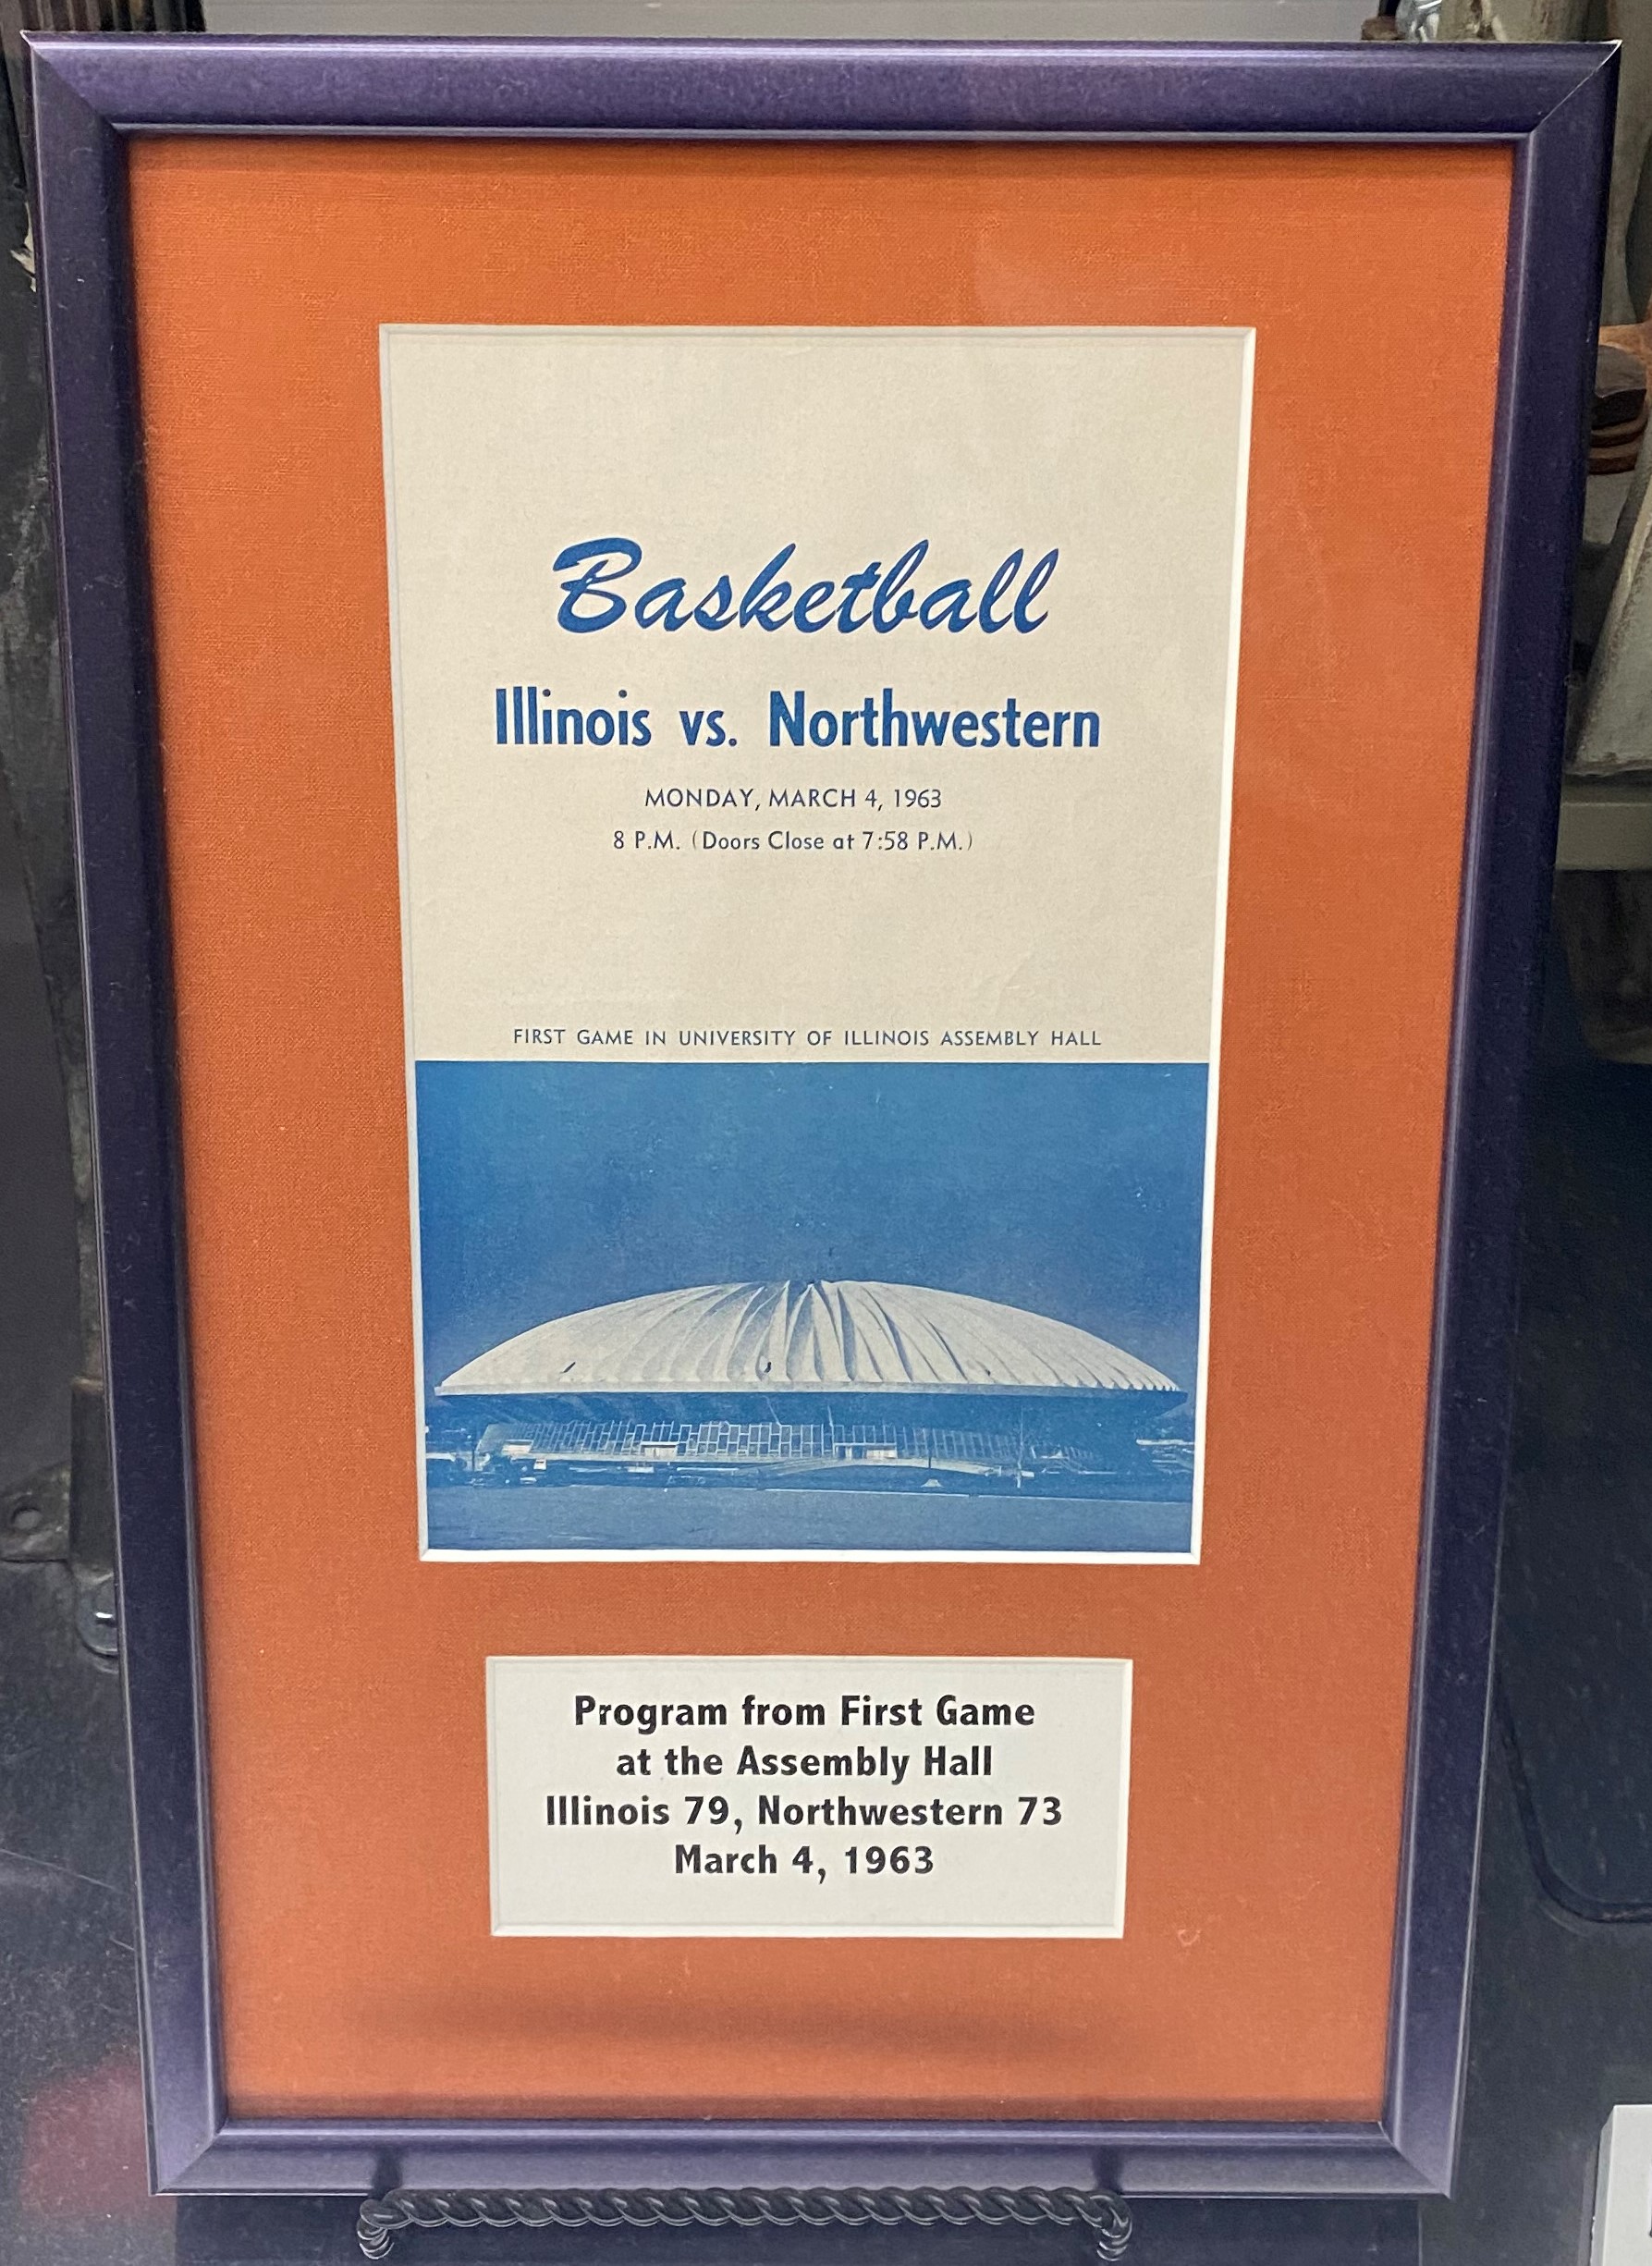 Basketball
Illinois vs. Northwestern
MONDAY, MARCH 4, 1963
8 P.M. (Doors Close at 7:58 P.M.)
FIRST GAME IN UNIVERSITY OF ILLINOIS ASSEMBLY HALL
Program from First Game
at the Assembly Hall
Illinois 79, Northwestern 73
March 4, 1963